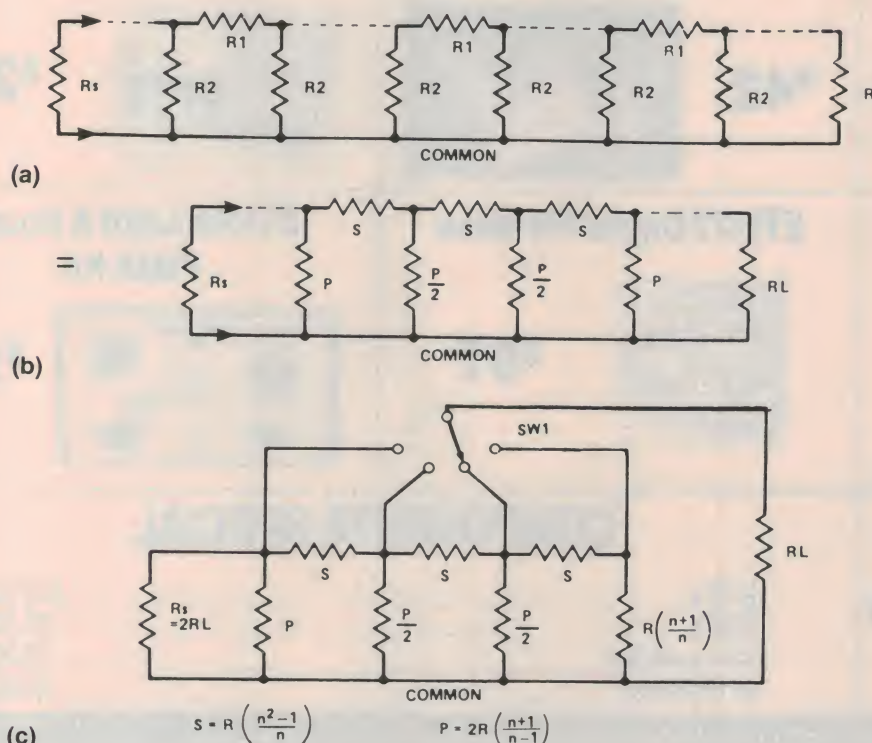 R1 R1 R1
Rs R2 R2 R2 R2 R2 R2 R
COMMON
(a)
S S S
= Rs P P/2 P/2 P RL
COMMON
(b)
SW1
S S S RL
Rs
=2RL P P/2 P/2 R(n+1/n)
COMMON
(c) S = R (n²−1/n) P = 2R (n+1/n−1)